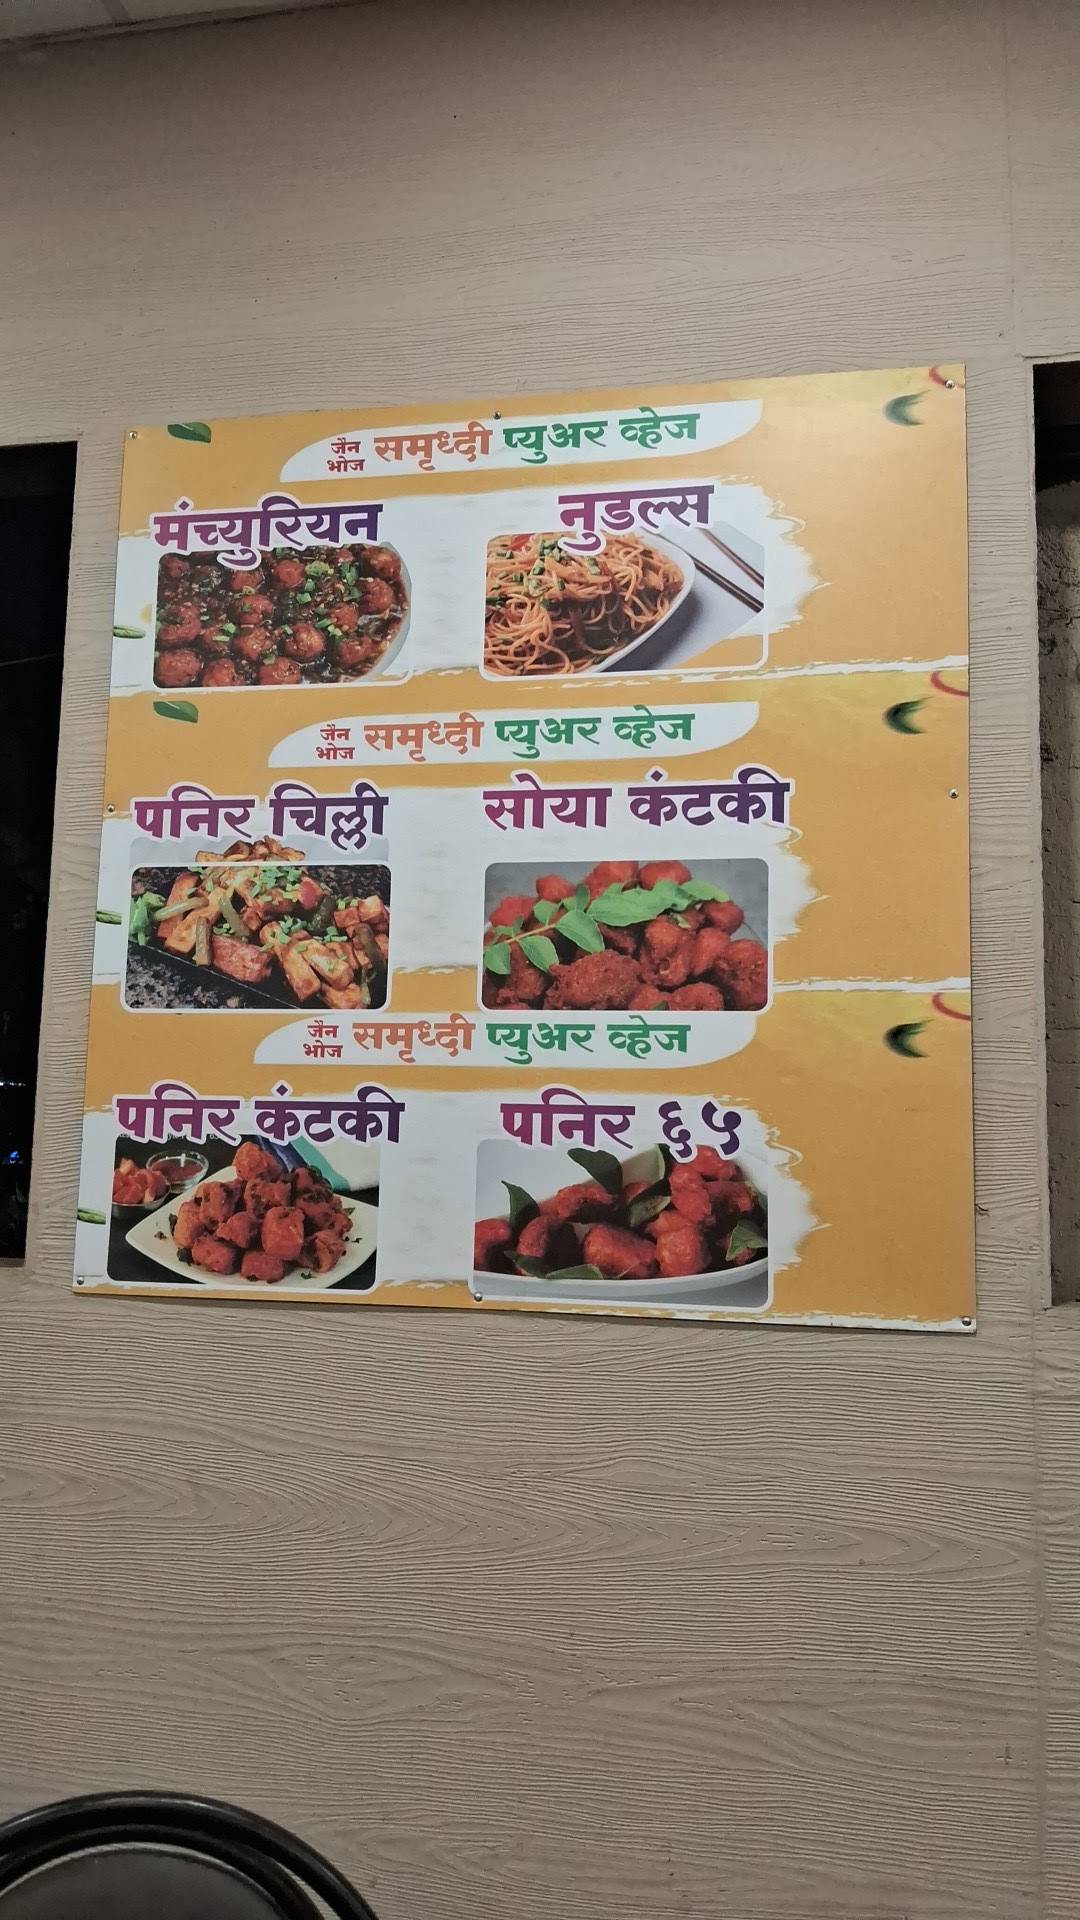 जैन भोज समृध्दी प्युअर व्हेज
मंच्युरियन
नुडल्स
जैन भोज समृध्दी प्युअर व्हेज
पनिर चिल्ली
सोया कंटकी
जैन भोज समृध्दी प्युअर व्हेज
पनिर कंटकी
पनिर ६५